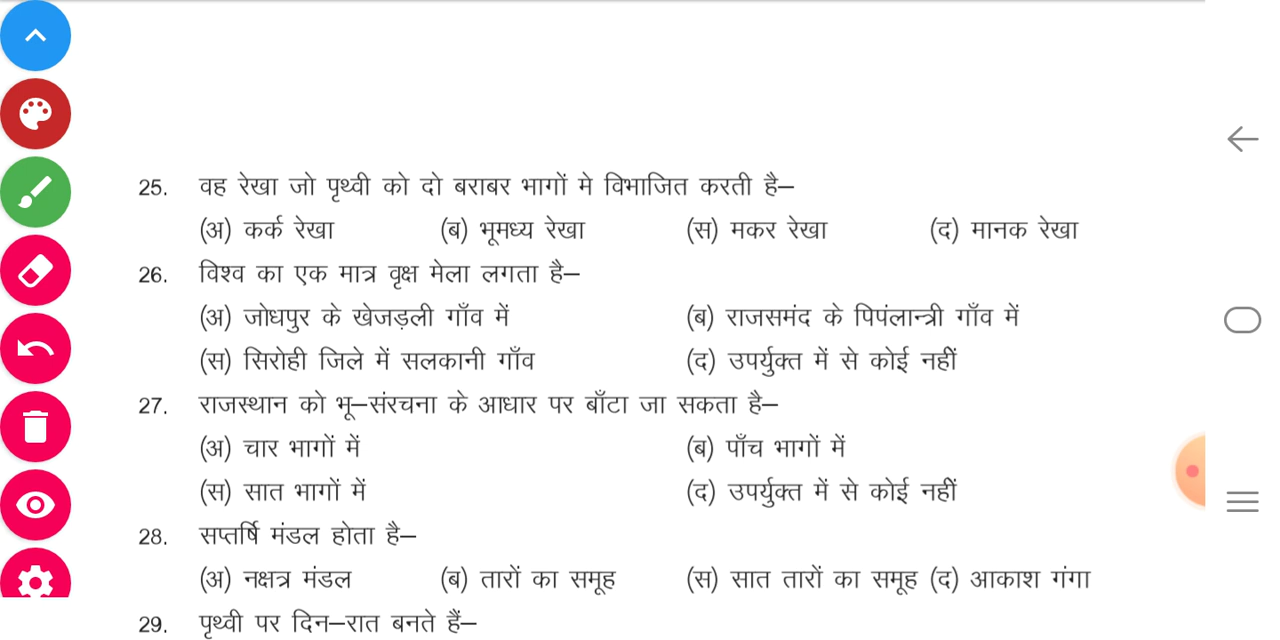 25. वह रेखा जो पृथ्वी को दो बराबर भागों मे विभाजित करती है–
(अ) कर्क रेखा (ब) भूमध्य रेखा (स) मकर रेखा (द) मानक रेखा
26. विश्व का एक मात्र वृक्ष मेला लगता है–
(अ) जोधपुर के खेजड़ली गाँव में (ब) राजसमंद के पिपंलान्त्री गाँव में
(स) सिरोही जिले में सलकानी गाँव (द) उपर्युक्त में से कोई नहीं
27. राजस्थान को भू–संरचना के आधार पर बाँटा जा सकता है–
(अ) चार भागों में (ब) पाँच भागों में
(स) सात भागों में (द) उपर्युक्त में से कोई नहीं
28. सप्तर्षि मंडल होता है–
(अ) नक्षत्र मंडल (ब) तारों का समूह (स) सात तारों का समूह (द) आकाश गंगा
29. पृथ्वी पर दिन–रात बनते हैं–